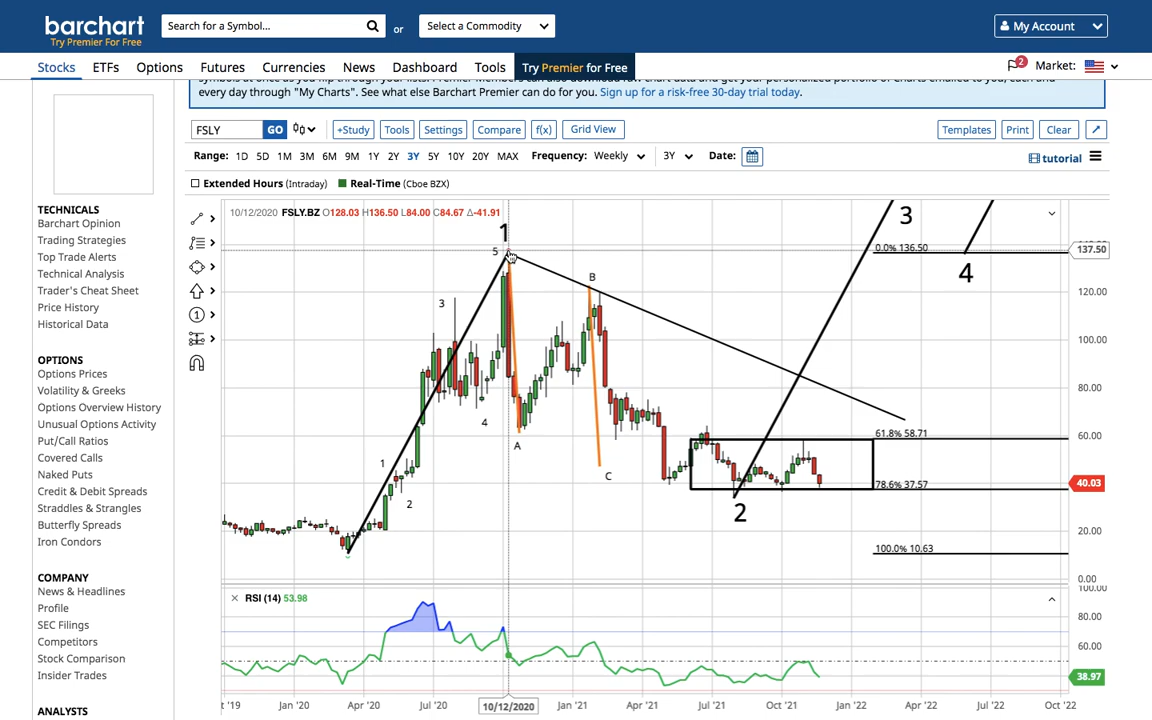 barchart
Try Premier For Free
Search for a Symbol...
or
Select a Commodity
My Account
Stocks ETFs Options Futures Currencies News Dashboard Tools Try Premier for Free
2 Market:
every day through "My Charts". See what else Barchart Premier can do for you. Sign up for a risk-free 30-day trial today.
FSLY GO +Study Tools Settings Compare f(x) Grid View Templates Print Clear
Range: 1D 5D 1M 3M 6M 9M 1Y 2Y 3Y 5Y 10Y 20Y MAX Frequency: Weekly 3Y Date: tutorial
Extended Hours (Intraday) Real-Time (Cboe BZX)
10/12/2020 FSLY.BZ O128.03 H136.50 L84.00 C84.67 Δ-41.91
TECHNICALS
Barchart Opinion
Trading Strategies
Top Trade Alerts
Technical Analysis
Trader's Cheat Sheet
Price History
Historical Data
OPTIONS
Options Prices
Volatility & Greeks
Options Overview History
Unusual Options Activity
Put/Call Ratios
Covered Calls
Naked Puts
Credit & Debit Spreads
Straddles & Strangles
Butterfly Spreads
Iron Condors
COMPANY
News & Headlines
Profile
SEC Filings
Competitors
Stock Comparison
Insider Trades
ANALYSTS
1
3
5
0.0% 136.50
137.50
4
B
120.00
3
100.00
80.00
4
A
61.8% 58.71
60.00
1
C
78.6% 37.57
40.03
2
2
20.00
100.0% 10.63
0.00
RSI (14) 53.98
100.00
80.00
60.00
38.97
t '19 Jan '20 Apr '20 Jul '20 10/12/2020 Jan '21 Apr '21 Jul '21 Oct '21 Jan '22 Apr '22 Jul '22 Oct '22